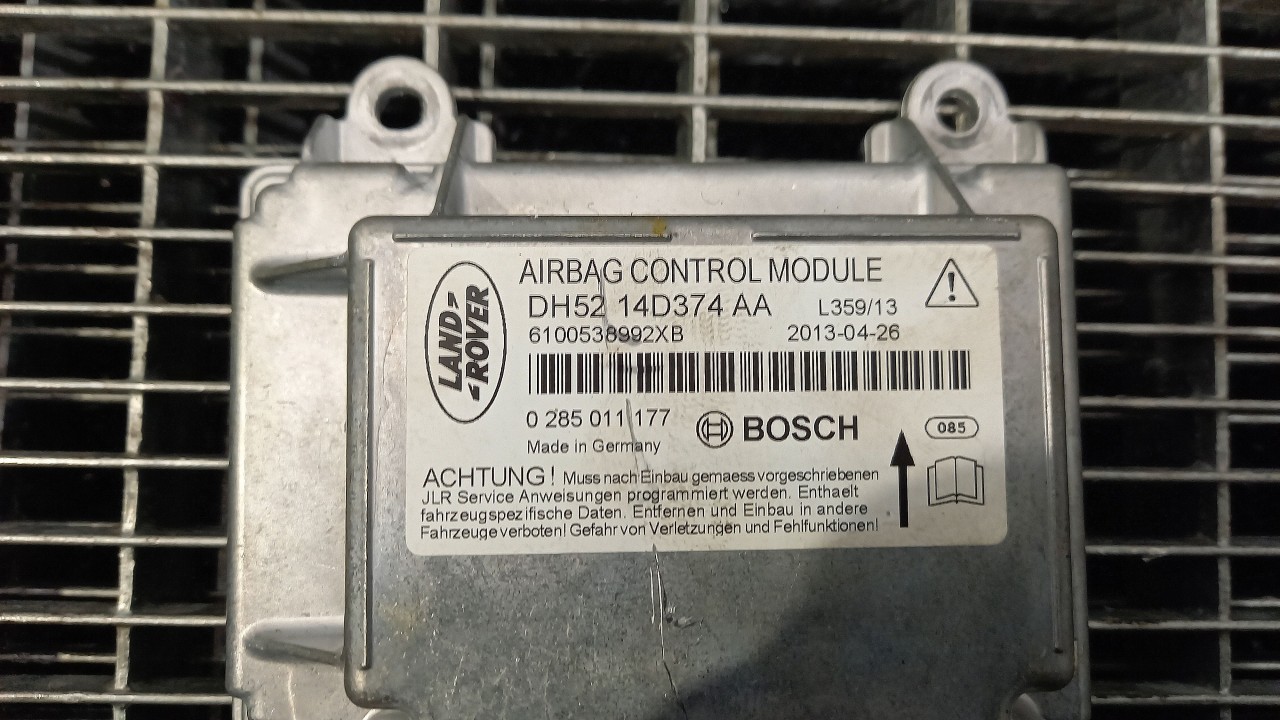 LAND
ROVER
AIRBAG CONTROL MODULE
DH52 14D374 AA L359/13
6100538992XB 2013-04-26
0 285 011 177
BOSCH
085
Made in Germany
ACHTUNG! Muss nach Einbau gemaess vorgeschriebenen
JLR Service Anweisungen programmiert werden. Enthaelt
fahrzeugspezifische Daten. Entfernen und Einbau in andere
Fahrzeuge verboten! Gefahr von Verletzungen und Fehlfunktionen!